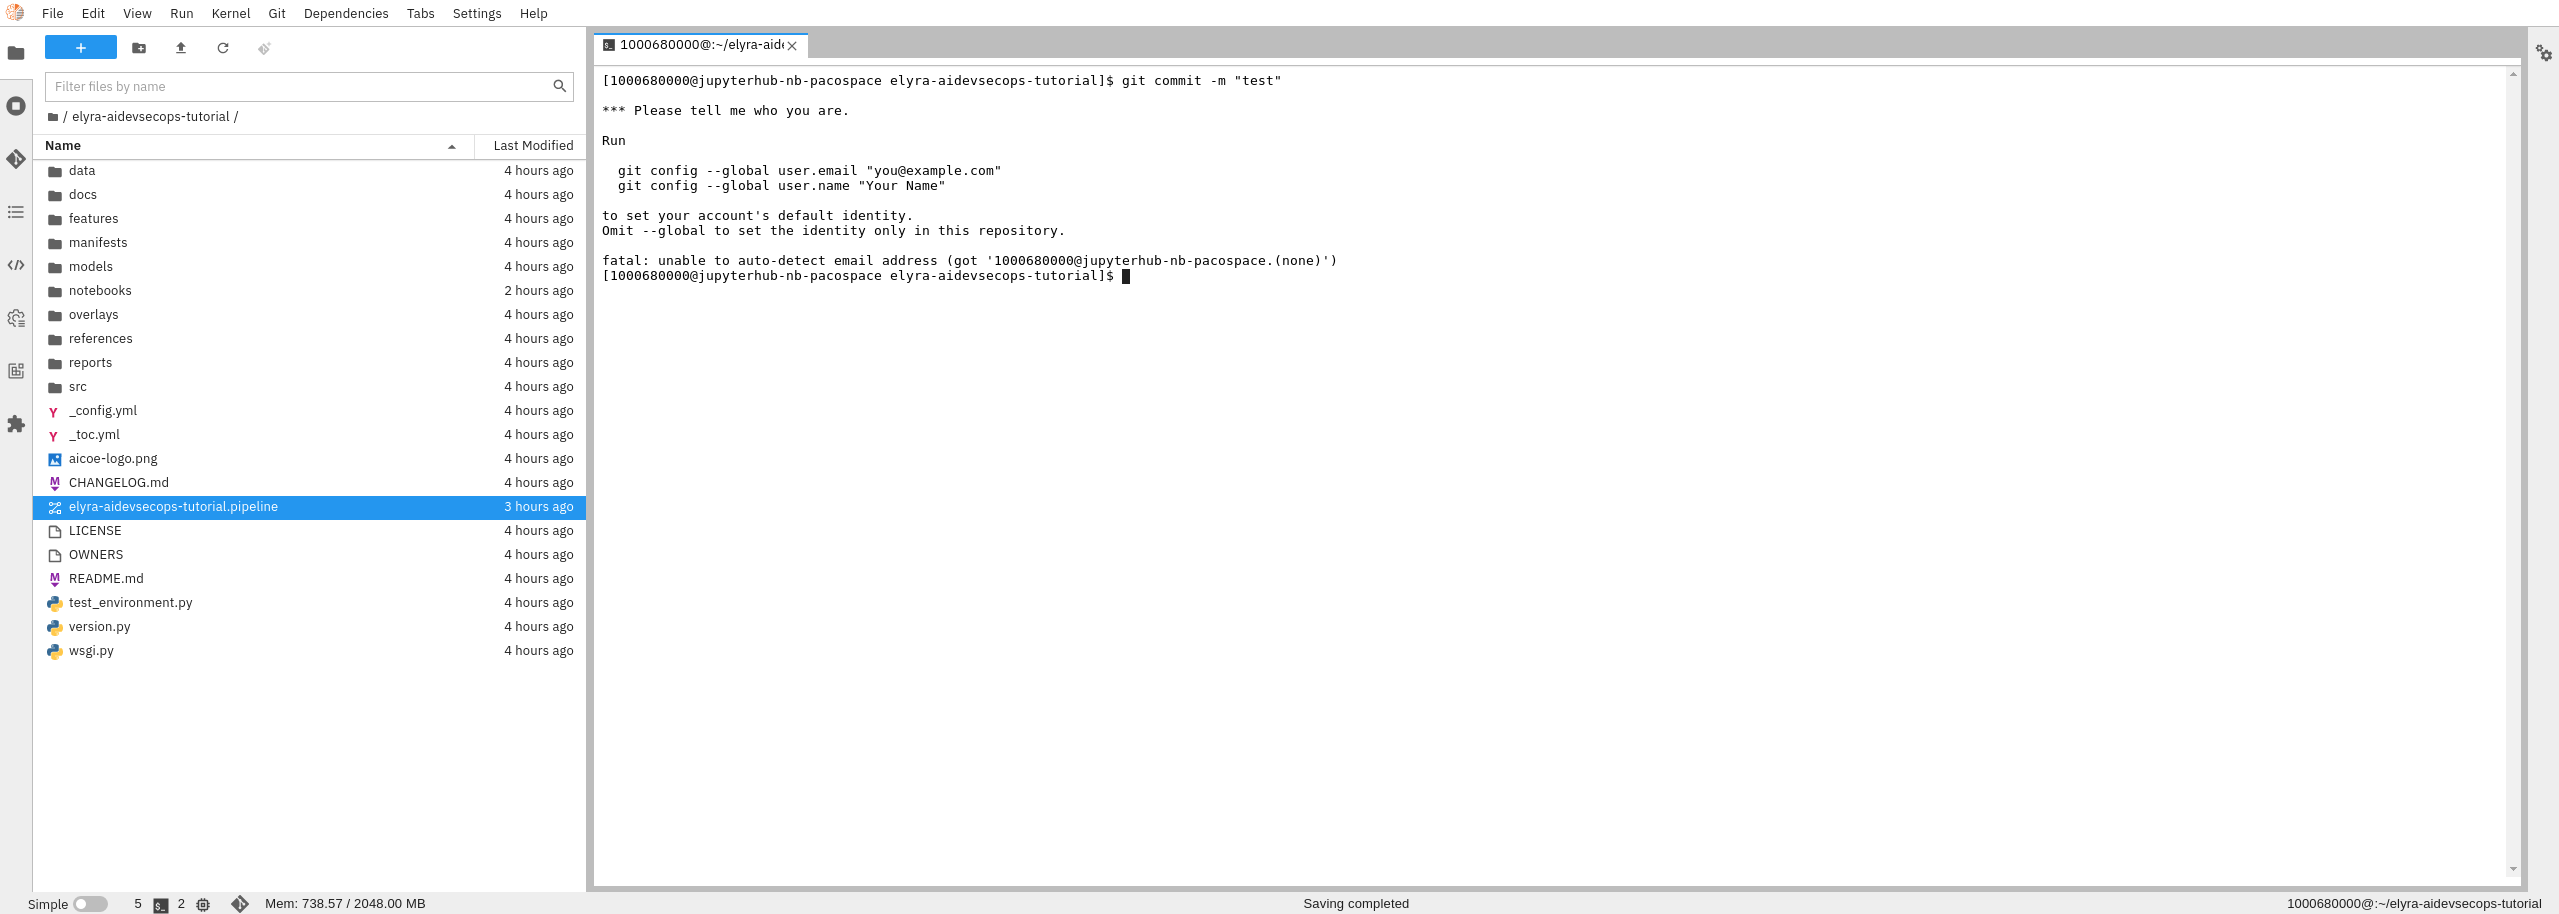 File Edit View Run Kernel Git Dependencies Tabs Settings Help
+
Filter files by name
/ elyra-aidevsecops-tutorial /
Name Last Modified
data 4 hours ago
docs 4 hours ago
features 4 hours ago
manifests 4 hours ago
models 4 hours ago
notebooks 2 hours ago
overlays 4 hours ago
references 4 hours ago
reports 4 hours ago
src 4 hours ago
_config.yml 4 hours ago
_toc.yml 4 hours ago
aicoe-logo.png 4 hours ago
CHANGELOG.md 4 hours ago
elyra-aidevsecops-tutorial.pipeline 3 hours ago
LICENSE 4 hours ago
OWNERS 4 hours ago
README.md 4 hours ago
test_environment.py 4 hours ago
version.py 4 hours ago
wsgi.py 4 hours ago
1000680000@:~/elyra-aide
[1000680000@jupyterhub-nb-pacospace elyra-aidevsecops-tutorial]$ git commit -m "test"
*** Please tell me who you are.
Run
git config --global user.email "you@example.com"
git config --global user.name "Your Name"
to set your account's default identity.
Omit --global to set the identity only in this repository.
fatal: unable to auto-detect email address (got '1000680000@jupyterhub-nb-pacospace.(none)')
[1000680000@jupyterhub-nb-pacospace elyra-aidevsecops-tutorial]$
Simple 5 $_ 2 Mem: 738.57 / 2048.00 MB Saving completed 1000680000@:~/elyra-aidevsecops-tutorial